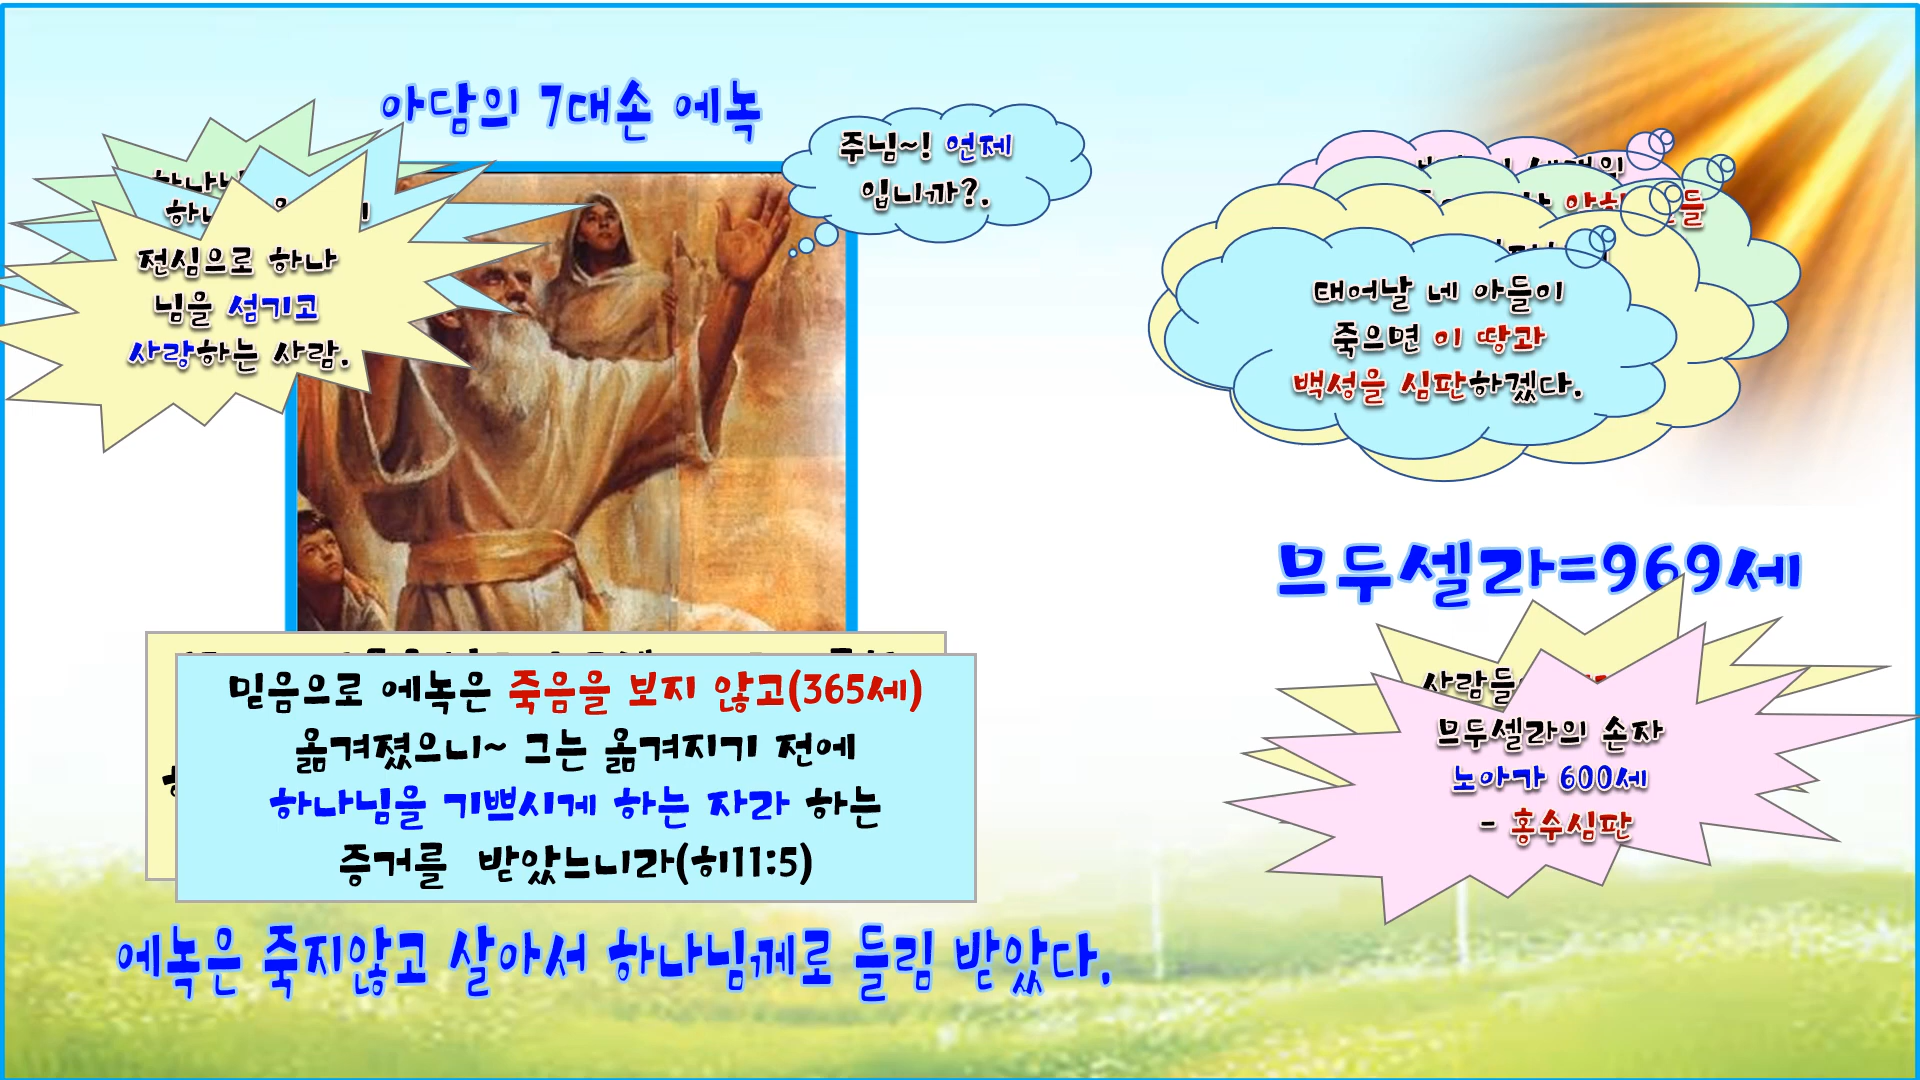 아담의 7대손 에녹
주님~! 언제
입니까?.
전심으로 하나
님을 섬기고
사랑하는 사람.
태어날 네 아들이
죽으면 이 땅과
백성을 심판하겠다.
므두셀라=969세
사람들
므두셀라의 손자
노아가 600세
- 홍수심판
믿음으로 에녹은 죽음을 보지 않고(365세)
옮겨졌으니~ 그는 옮겨지기 전에
하나님을 기쁘시게 하는 자라 하는
증거를 받았느니라(히11:5)
에녹은 죽지않고 살아서 하나님께로 들림 받았다.